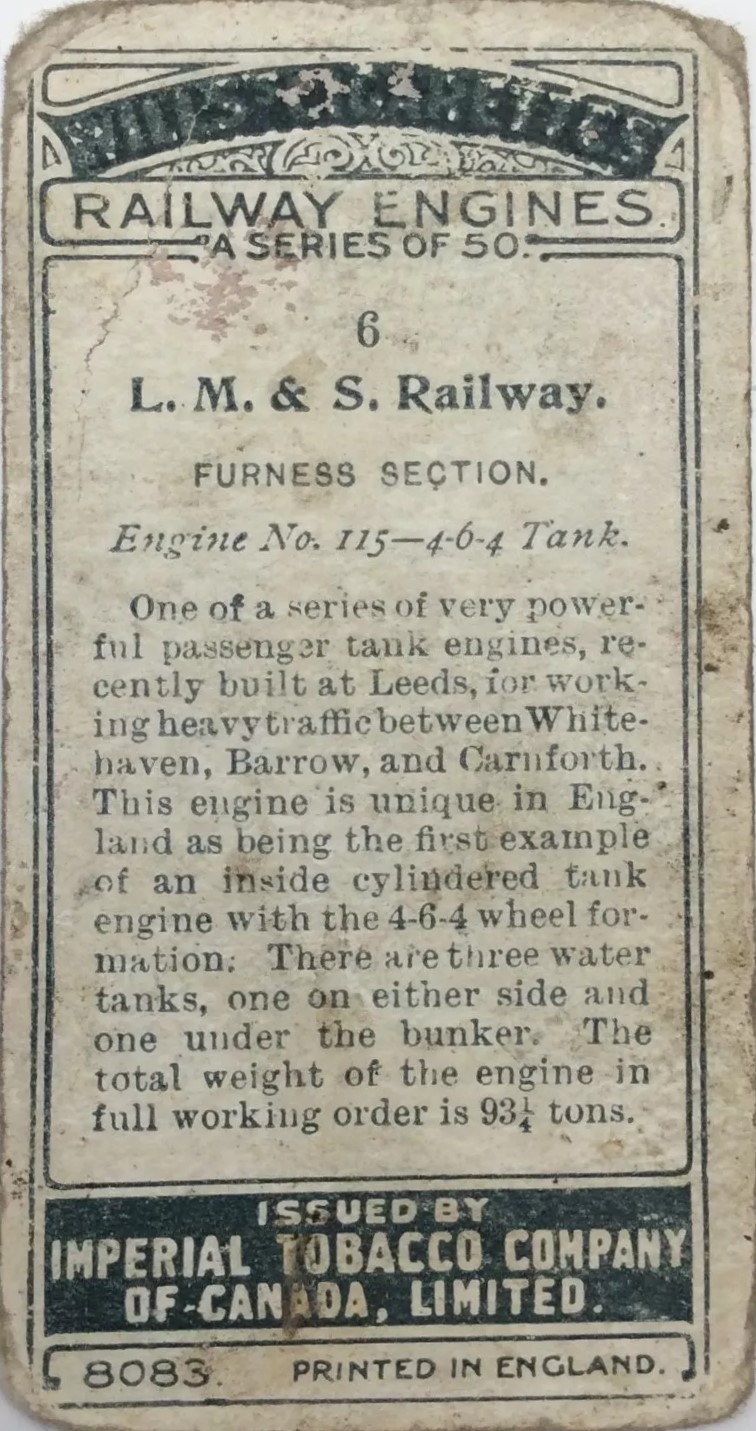 WILLS'S CIGARETTES
RAILWAY ENGINES.
A SERIES OF 50.
6
L. M. & S. Railway.
FURNESS SECTION.
Engine No. 115—4-6-4 Tank.
One of a series of very power-
ful passenger tank engines, re-
cently built at Leeds, for work-
ing heavy traffic between White-
haven, Barrow, and Carnforth.
This engine is unique in Eng-
land as being the first example
of an inside cylindered tank
engine with the 4-6-4 wheel for-
mation. There are three water
tanks, one on either side and
one under the bunker. The
total weight of the engine in
full working order is 93¼ tons.
ISSUED BY
IMPERIAL TOBACCO COMPANY
OF CANADA, LIMITED.
8083. PRINTED IN ENGLAND.